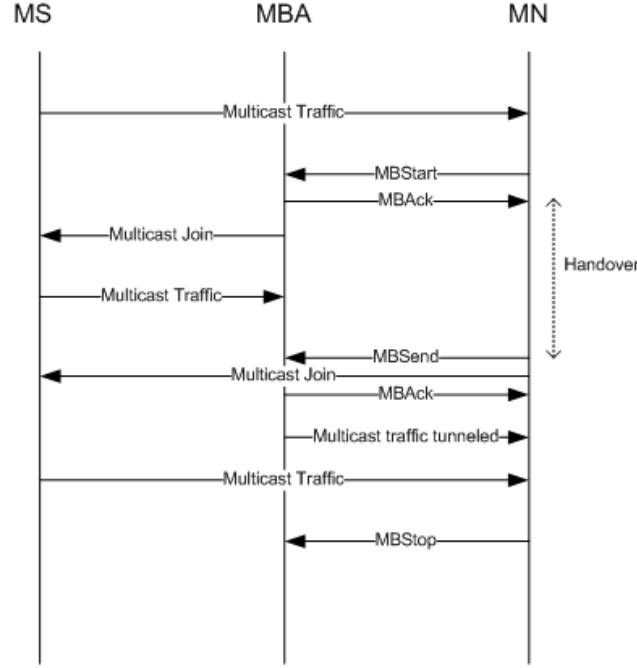 MS MBA MN
Multicast Traffic
MBStart
MBAck
Multicast Join
Handover
Multicast Traffic
MBSend
Multicast Join
MBAck
Multicast traffic tunneled
Multicast Traffic
MBStop